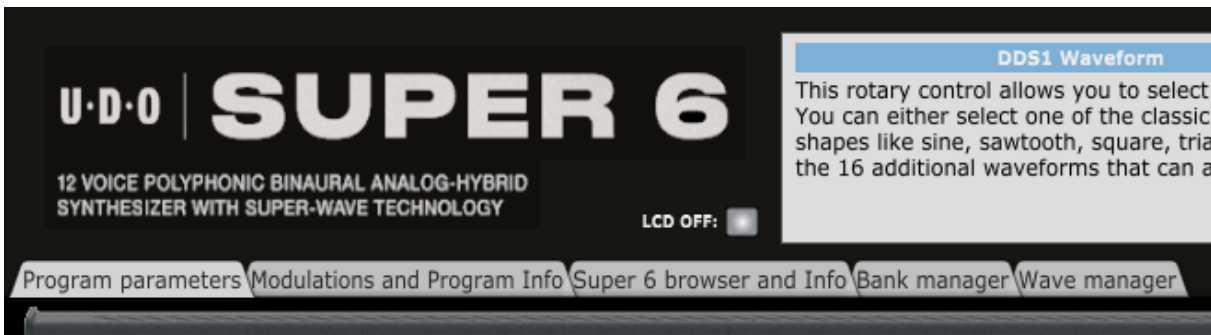 U·D·O SUPER 6
12 VOICE POLYPHONIC BINAURAL ANALOG-HYBRID
SYNTHESIZER WITH SUPER-WAVE TECHNOLOGY
LCD OFF:
DDS1 Waveform
This rotary control allows you to select
You can either select one of the classic
shapes like sine, sawtooth, square,
the 16 additional waveforms that can
Program parameters Modulations and Program Info Super 6 browser and Info Bank manager Wave manager